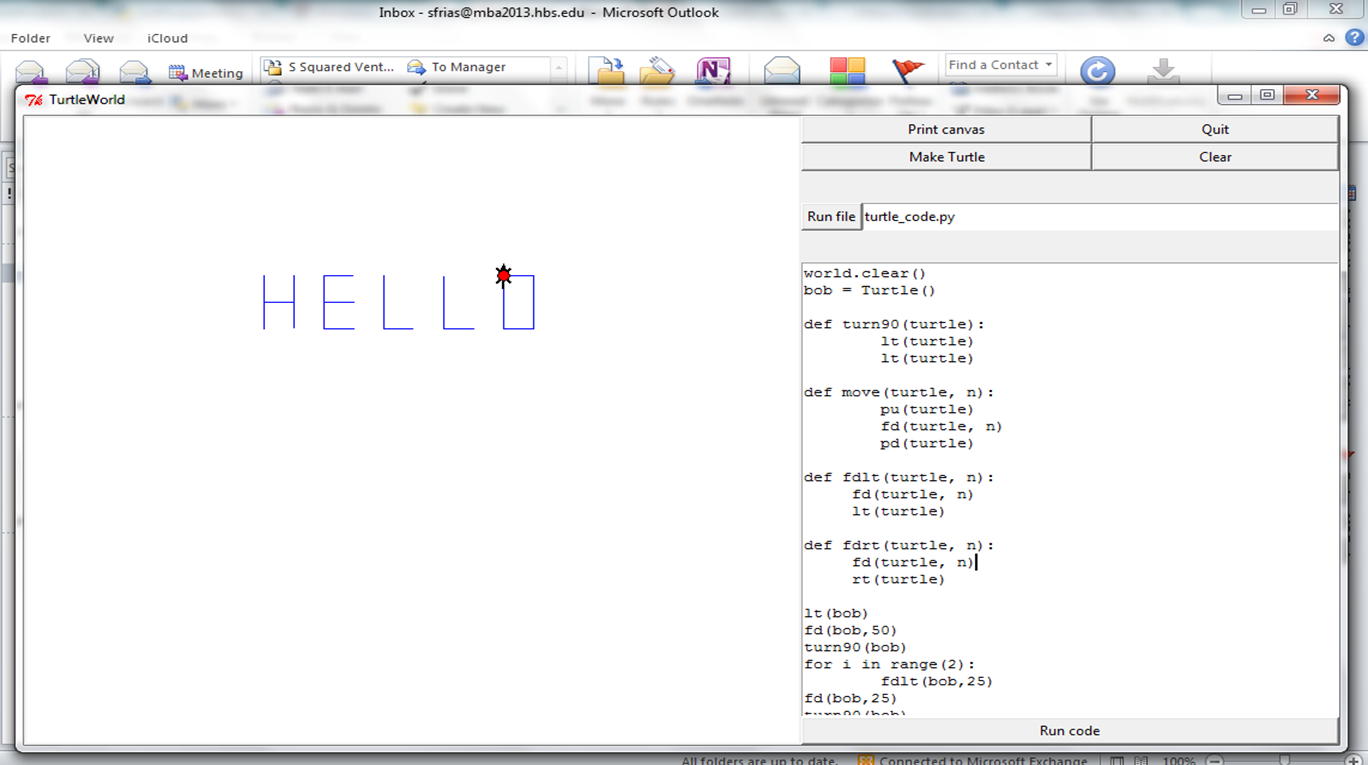 Inbox - sfrias@mba2013.hbs.edu - Microsoft Outlook
Folder View iCloud
Meeting
S Squared Vent... To Manager
Find a Contact
TurtleWorld
Print canvas Quit
Make Turtle Clear
Run file turtle_code.py
HELLO
world.clear()
bob = Turtle()
def turn90(turtle):
lt(turtle)
lt(turtle)
def move(turtle, n):
pu(turtle)
fd(turtle, n)
pd(turtle)
def fdlt(turtle, n):
fd(turtle, n)
lt(turtle)
def fdrt(turtle, n):
fd(turtle, n)
rt(turtle)
lt(bob)
fd(bob,50)
turn90(bob)
for i in range(2):
fdlt(bob,25)
fd(bob,25)
turn90(bob)
Run code
All folders are up to date. Connected to Microsoft Exchange 100%